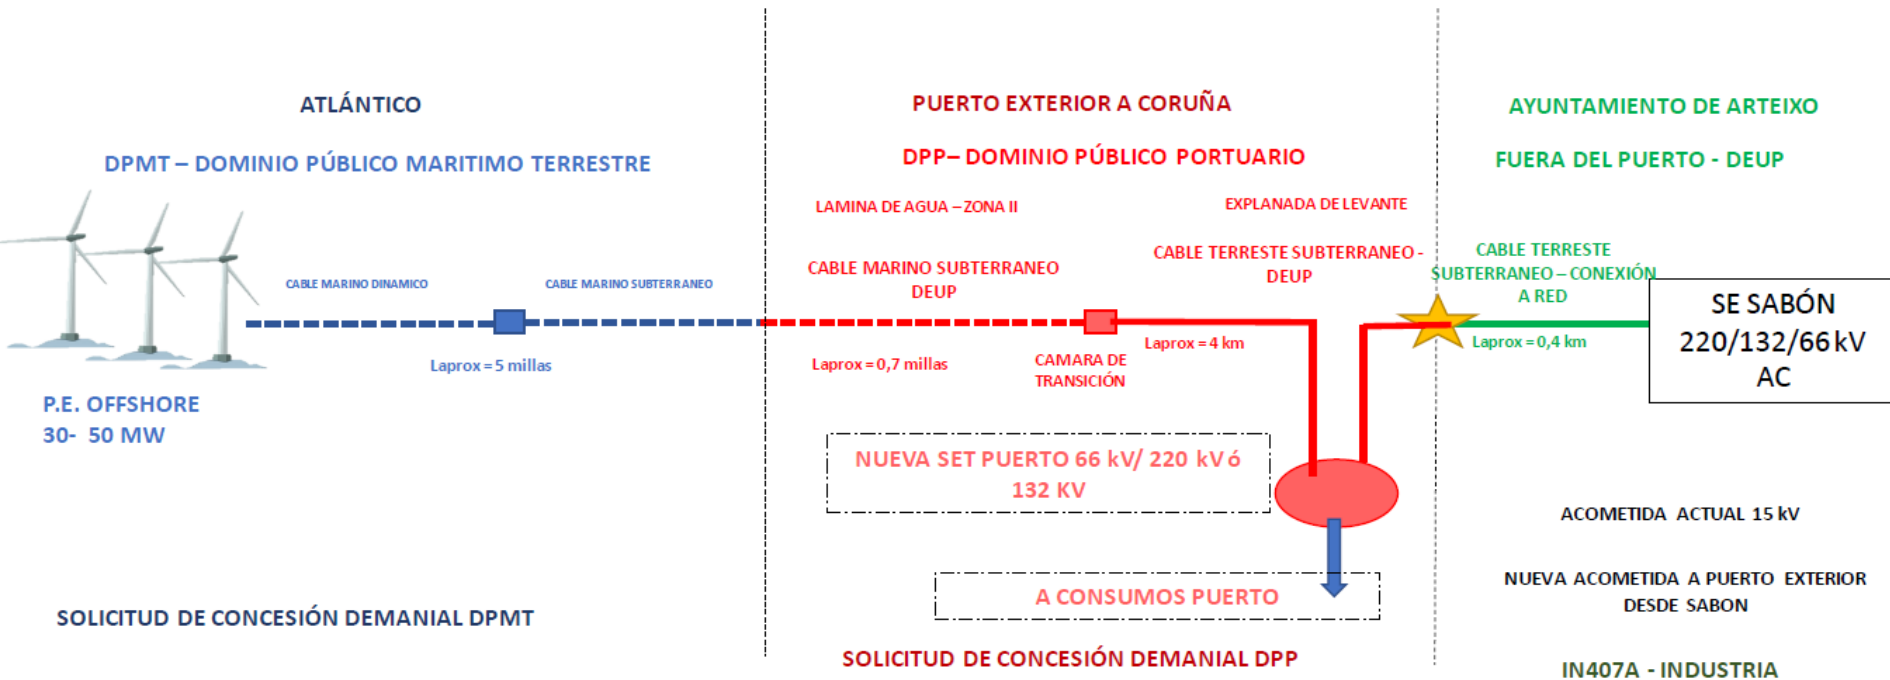 ATLÁNTICO
DPMT – DOMINIO PÚBLICO MARITIMO TERRESTRE
CABLE MARINO DINAMICO
CABLE MARINO SUBTERRANEO
Laprox = 5 millas
P.E. OFFSHORE
30- 50 MW
SOLICITUD DE CONCESIÓN DEMANIAL DPMT
PUERTO EXTERIOR A CORUÑA
DPP– DOMINIO PÚBLICO PORTUARIO
LAMINA DE AGUA – ZONA II
EXPLANADA DE LEVANTE
CABLE MARINO SUBTERRANEO
DEUP
CABLE TERRESTE SUBTERRANEO -
DEUP
Laprox = 0,7 millas
CAMARA DE
TRANSICIÓN
Laprox = 4 km
NUEVA SET PUERTO 66 kV/ 220 kV ó
132 KV
A CONSUMOS PUERTO
SOLICITUD DE CONCESIÓN DEMANIAL DPP
AYUNTAMIENTO DE ARTEIXO
FUERA DEL PUERTO - DEUP
CABLE TERRESTE
SUBTERRANEO – CONEXIÓN
A RED
Laprox = 0,4 km
SE SABÓN
220/132/66 kV
AC
ACOMETIDA ACTUAL 15 kV
NUEVA ACOMETIDA A PUERTO EXTERIOR
DESDE SABON
IN407A - INDUSTRIA